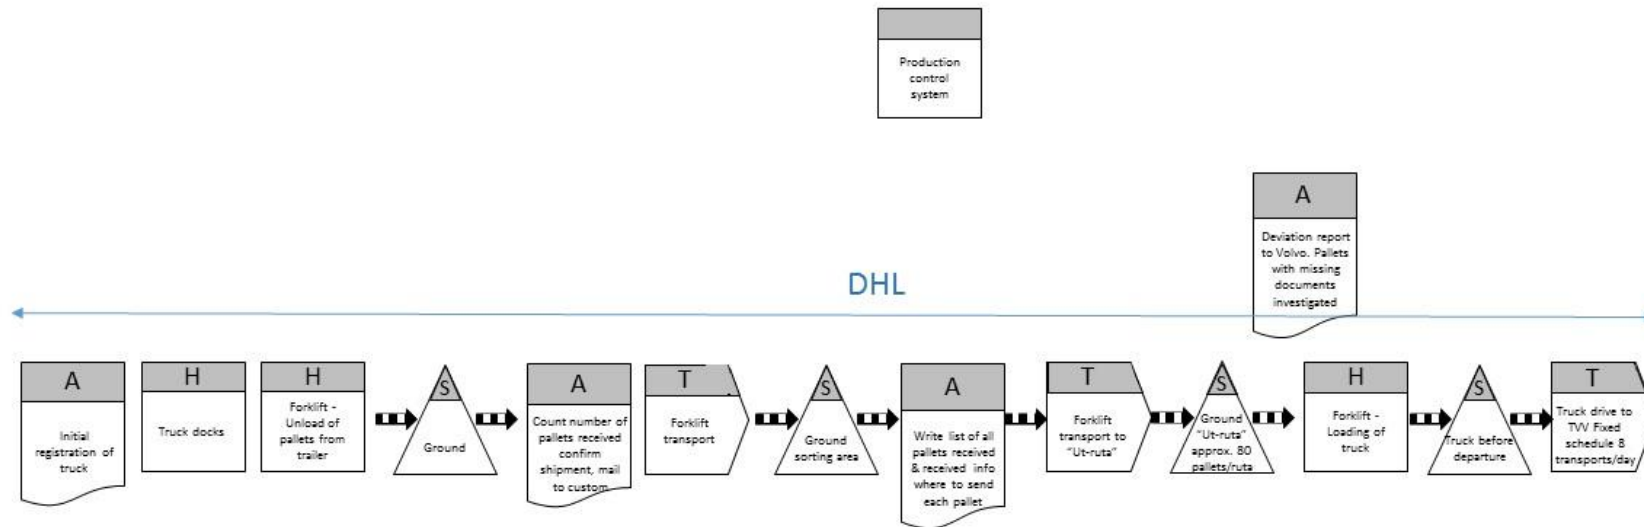 Production
control
system
A
Deviation report
to Volvo. Pallets
with missing
documents
investigated
DHL
A
Initial
registration of
truck
H
Truck docks
H
Forklift -
Unload of
pallets from
trailer
S
Ground
A
Count number of
pallets received
confirm
shipment, mail
to custom
T
Forklift
transport
S
Ground
sorting area
A
Write list of all
pallets received
& received info
where to send
each pallet
T
Forklift
transport to
“Ut-ruta”
S
Ground
“Ut-ruta”
approx. 80
pallets/ruta
H
Forklift -
Loading of
truck
S
Truck before
departure
T
Truck drive to
TVV Fixed
schedule 8
transports/day